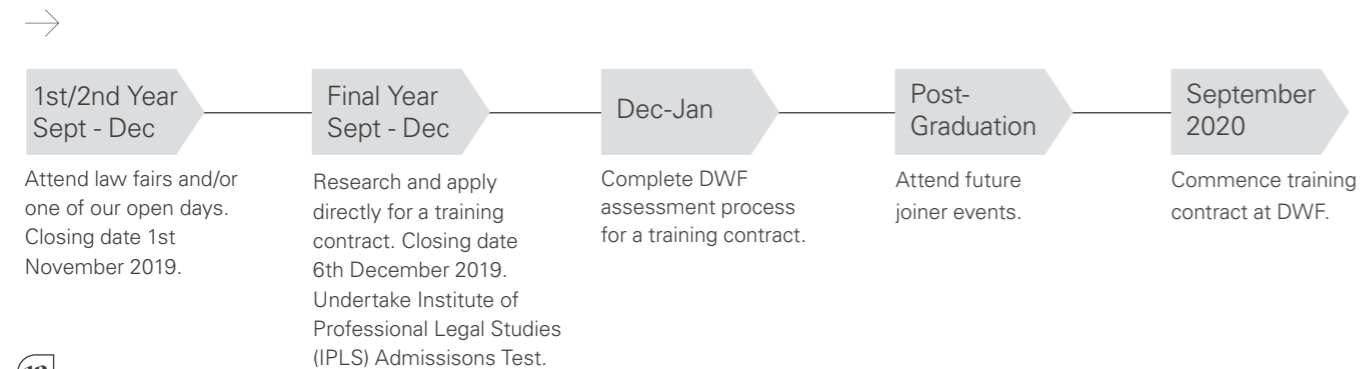 1st/2nd Year
Sept - Dec
Attend law fairs and/or
one of our open days.
Closing date 1st
November 2019.
Final Year
Sept - Dec
Research and apply
directly for a training
contract. Closing date
6th December 2019.
Undertake Institute of
Professional Legal Studies
(IPLS) Admissisons Test.
Dec-Jan
Complete DWF
assessment process
for a training contract.
Post-
Graduation
Attend future
joiner events.
September
2020
Commence training
contract at DWF.